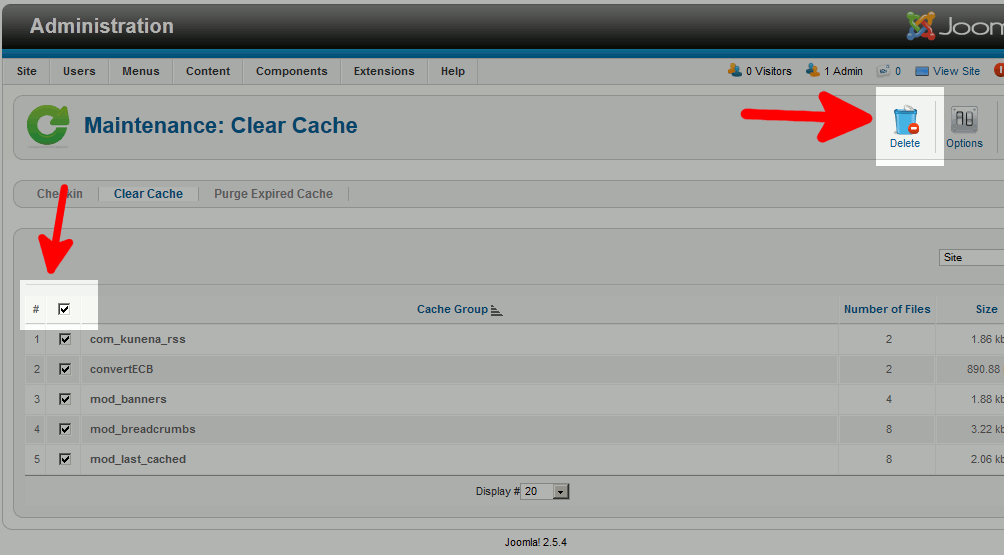 Administration
Joom
Site Users Menus Content Components Extensions Help 0 Visitors 1 Admin 0 View Site
Maintenance: Clear Cache
Delete Options
Checkin Clear Cache Purge Expired Cache
Site
# Cache Group Number of Files Size
1 com_kunena_rss 2 1.86 kb
2 convertECB 2 890.88
3 mod_banners 4 1.88 kb
4 mod_breadcrumbs 8 3.22 kb
5 mod_last_cached 8 2.06 kb
Display # 20
Joomla! 2.5.4